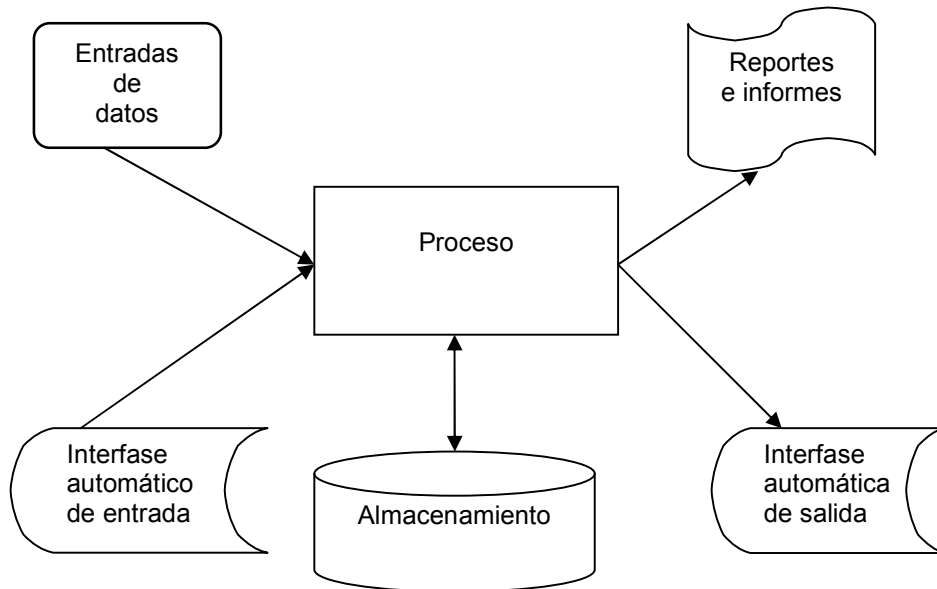 Entradas
de
datos
Reportes
e informes
Proceso
Interfase
automático
de entrada
Almacenamiento
Interfase
automática
de salida